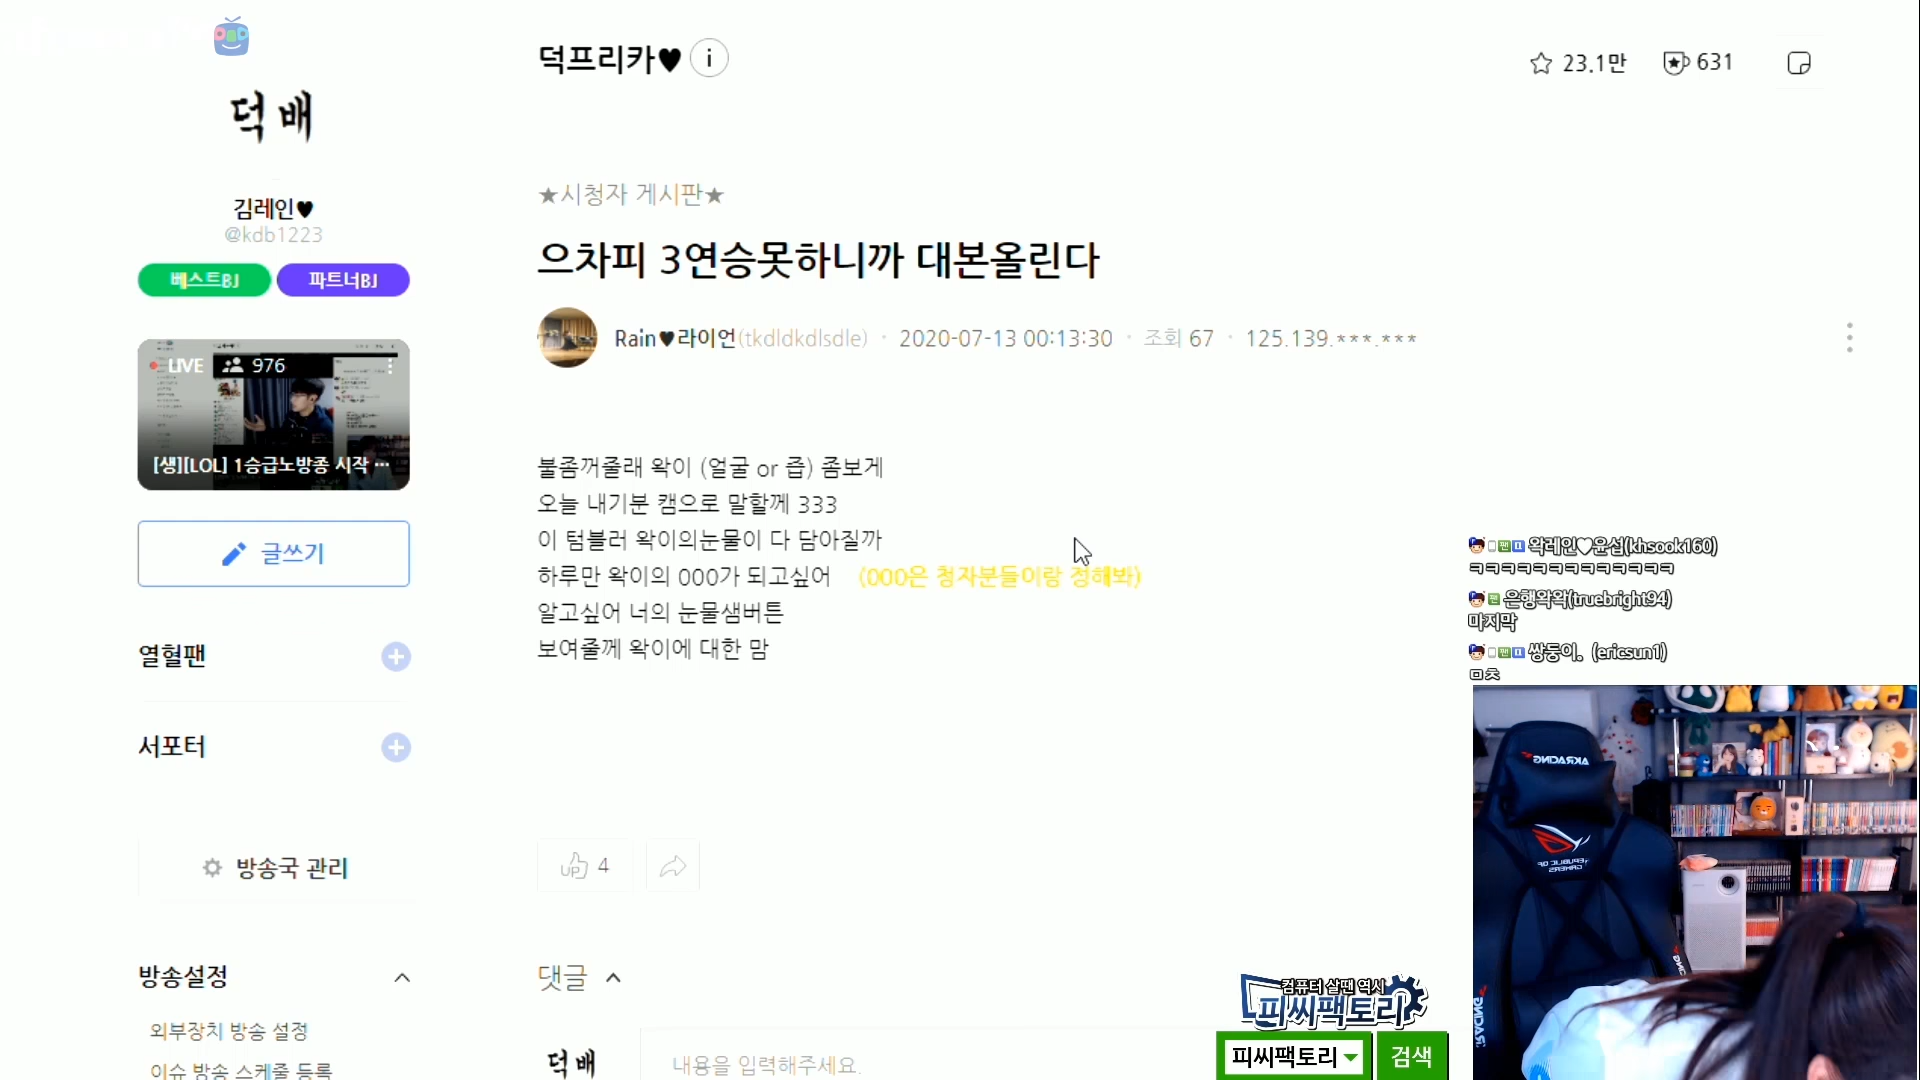 덕프리카♥ i
23.1만
631
덕배
김레인♥
@kdb1223
베스트BJ
파트너BJ
LIVE 976
[생][LOL] 1승급노방종 시작 ···
글쓰기
열혈팬
서포터
방송국 관리
방송설정
외부장치 방송 설정
이슈 방송 스케줄 등록
★시청자 게시판★
으차피 3연승못하니까 대본올린다
Rain♥라이언(tkdldkdlsdle) · 2020-07-13 00:13:30 · 조회 67 · 125.139.***.***
불좀꺼줄래 왁이 (얼굴 or 즙) 좀보게
오늘 내기분 캠으로 말할께 333
이 텀블러 왁이의눈물이 다 담아질까
하루만 왁이의 000가 되고싶어 (000은 청자분들이랑 정해봐)
알고싶어 너의 눈물샘버튼
보여줄께 왁이에 대한 맘
UP 4
댓글
덕배
내용을 입력해주세요.
컴퓨터 살땐 역시
피씨팩토리
피씨팩토리
검색
팬 왁레인♥윤섭(khsook160)
ㅋㅋㅋㅋㅋㅋㅋㅋㅋㅋㅋㅋㅋ
팬 은행왁왁(truebright94)
마지막
팬 쌍둥이。(ericsun1)
ㅁㅊ
AKRACING
REPUBLIC OF
GAMERS